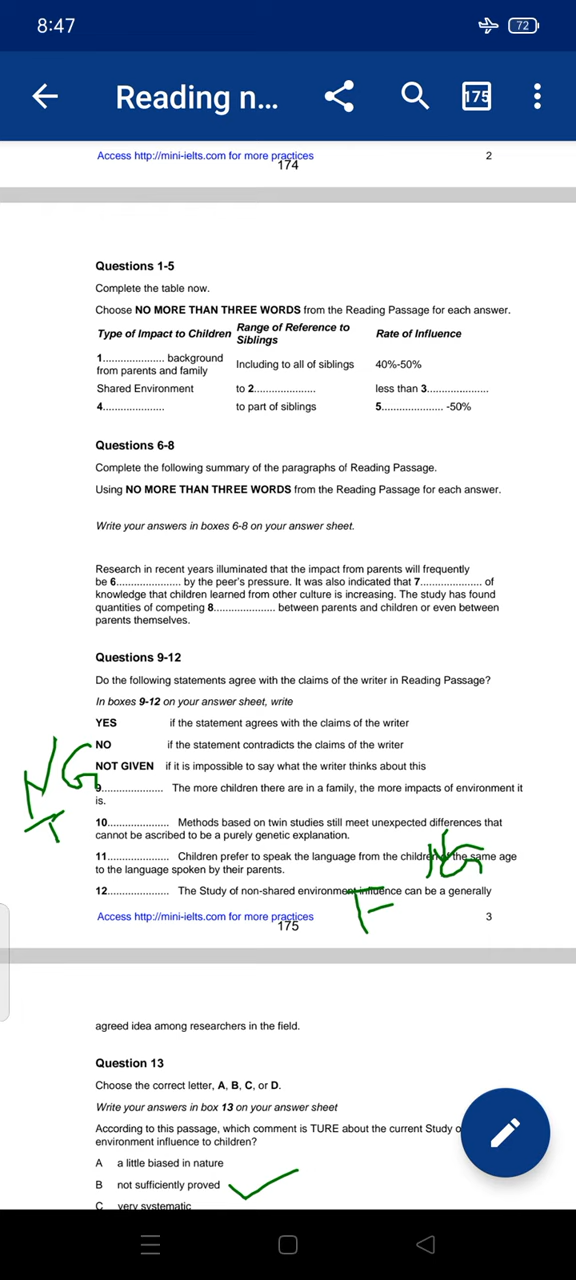 8:47
72
Reading n...
175
Access http://mini-ielts.com for more practices
2
174
Questions 1-5
Complete the table now.
Choose NO MORE THAN THREE WORDS from the Reading Passage for each answer.
Type of Impact to Children Range of Reference to Siblings Rate of Influence
1.................... background from parents and family Including to all of siblings 40%-50%
Shared Environment to 2.................... less than 3....................
4.................... to part of siblings 5.................... -50%
Questions 6-8
Complete the following summary of the paragraphs of Reading Passage.
Using NO MORE THAN THREE WORDS from the Reading Passage for each answer.
Write your answers in boxes 6-8 on your answer sheet.
Research in recent years illuminated that the impact from parents will frequently
be 6.................... by the peer's pressure. It was also indicated that 7.................... of
knowledge that children learned from other culture is increasing. The study has found
quantities of competing 8.................... between parents and children or even between
parents themselves.
Questions 9-12
Do the following statements agree with the claims of the writer in Reading Passage?
In boxes 9-12 on your answer sheet, write
YES if the statement agrees with the claims of the writer
NO if the statement contradicts the claims of the writer
NOT GIVEN if it is impossible to say what the writer thinks about this
NG
9.................... The more children there are in a family, the more impacts of environment it
is.
T
10.................... Methods based on twin studies still meet unexpected differences that
cannot be ascribed to be a purely genetic explanation.
11.................... Children prefer to speak the language from the children of the same age
to the language spoken by their parents.
NG
12.................... The Study of non-shared environment influence can be a generally
F
Access http://mini-ielts.com for more practices
3
175
agreed idea among researchers in the field.
Question 13
Choose the correct letter, A, B, C, or D.
Write your answers in box 13 on your answer sheet
According to this passage, which comment is TURE about the current Study o
environment influence to children?
A a little biased in nature
B not sufficiently proved
C very systematic